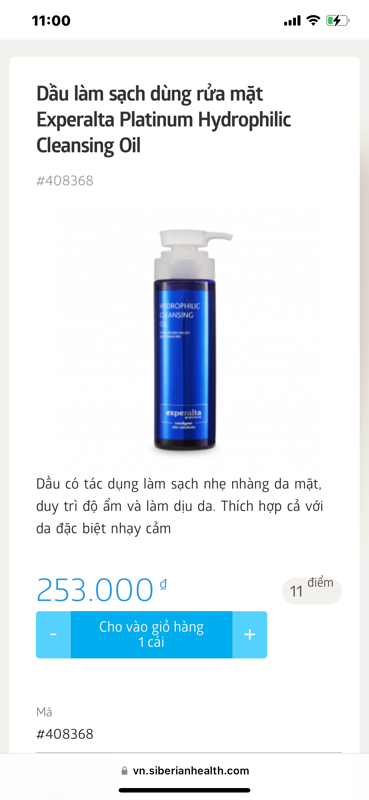 11:00
Dầu làm sạch dùng rửa mặt
Experalta Platinum Hydrophilic
Cleansing Oil
#408368
HYDROPHILIC
CLEANSING
OIL
experalta
platinum
intelligent
skin solutions
Dầu có tác dụng làm sạch nhẹ nhàng da mặt,
duy trì độ ẩm và làm dịu da. Thích hợp cả với
da đặc biệt nhạy cảm
253.000 ₫
11 điểm
- Cho vào giỏ hàng +
1 cái
Mã
#408368
vn.siberianhealth.com